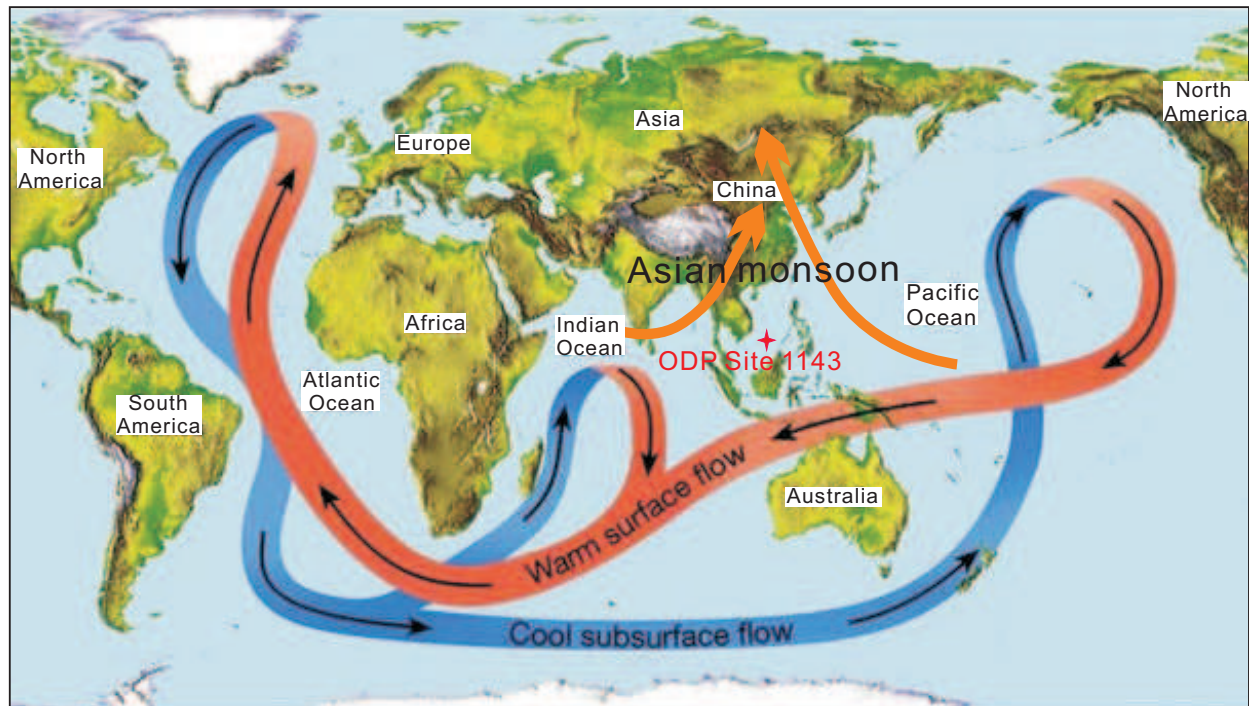 North
America
Asia
Europe
North
America
China
Asian monsoon
Africa
Indian
Ocean
Pacific
Ocean
ODP Site 1143
Atlantic
Ocean
South
America
Warm surface flow
Australia
Cool subsurface flow